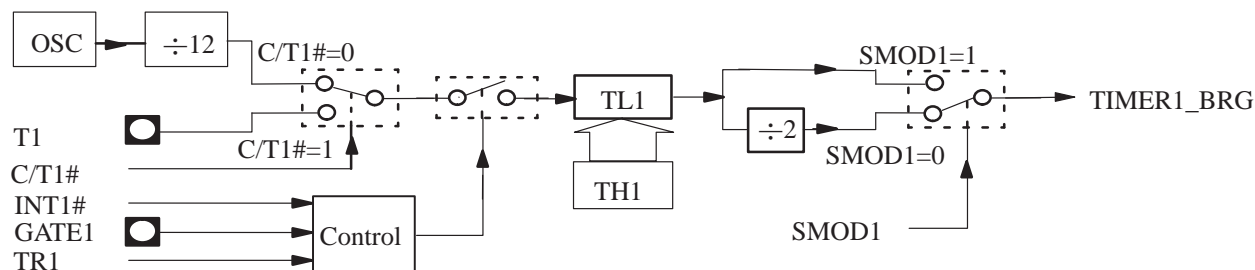 OSC
÷12
C/T1#=0
SMOD1=1
TL1
TIMER1_BRG
T1
÷2
C/T1#=1
SMOD1=0
C/T1#
TH1
INT1#
GATE1
Control
SMOD1
TR1